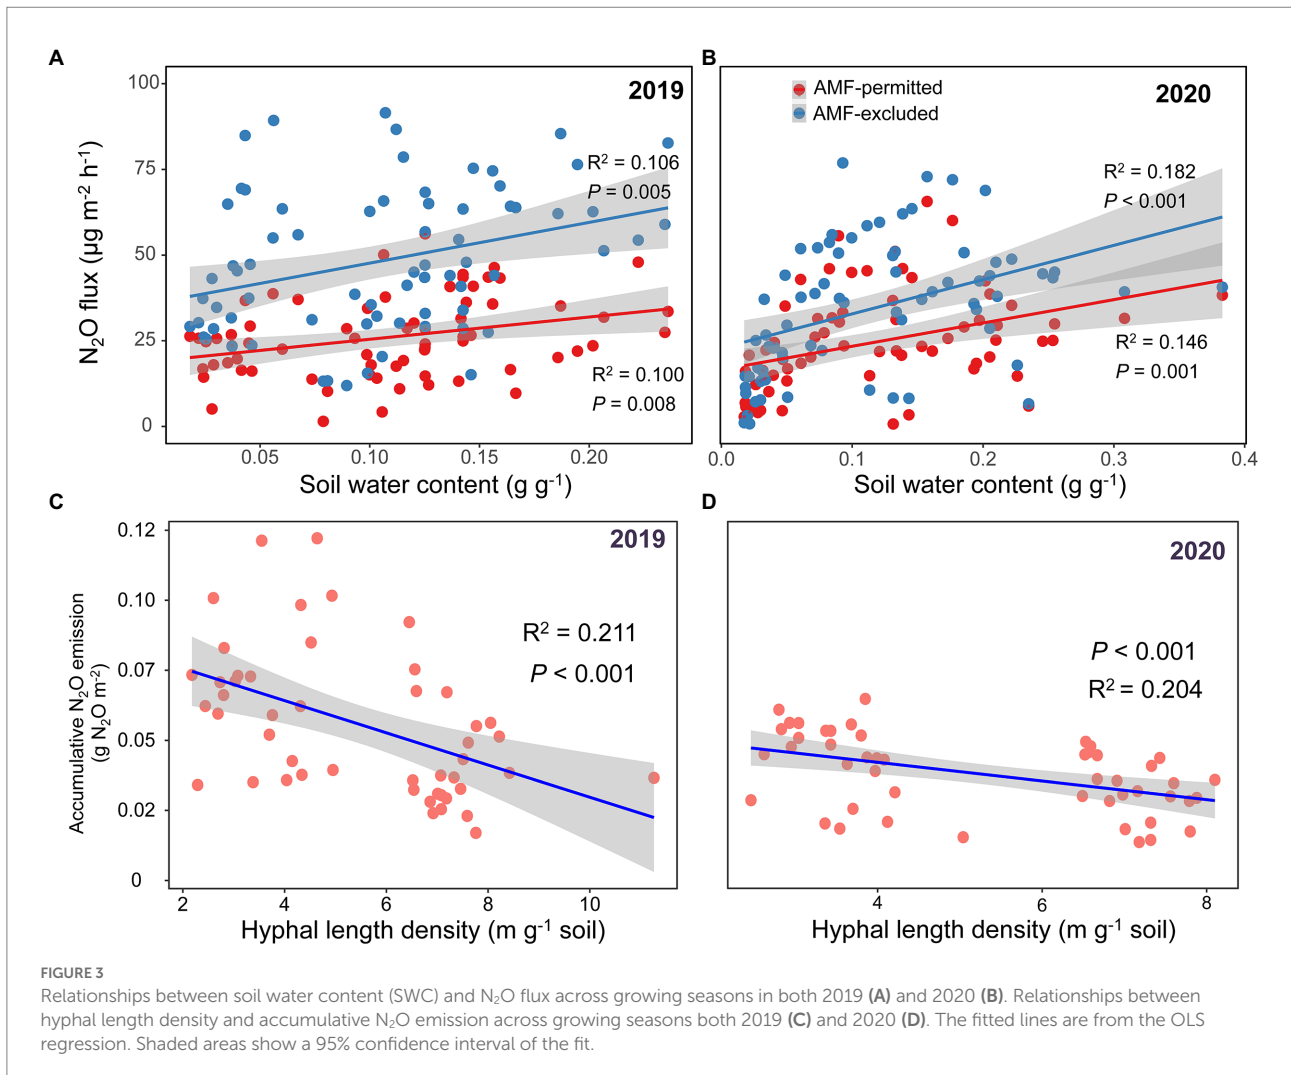 A
B
2019
2020
AMF-permitted
AMF-excluded
R² = 0.106
P = 0.005
R² = 0.182
P < 0.001
R² = 0.100
P = 0.008
R² = 0.146
P = 0.001
N₂O flux (µg m⁻² h⁻¹)
100
75
50
25
0
0.05 0.10 0.15 0.20
0.0 0.1 0.2 0.3 0.4
Soil water content (g g⁻¹)
Soil water content (g g⁻¹)
C
D
2019
2020
R² = 0.211
P < 0.001
P < 0.001
R² = 0.204
Accumulative N₂O emission
(g N₂O m⁻²)
0.12
0.10
0.07
0.05
0.02
0
2 4 6 8 10
4 6 8
Hyphal length density (m g⁻¹ soil)
Hyphal length density (m g⁻¹ soil)
FIGURE 3
Relationships between soil water content (SWC) and N₂O flux across growing seasons in both 2019 (A) and 2020 (B). Relationships between
hyphal length density and accumulative N₂O emission across growing seasons both 2019 (C) and 2020 (D). The fitted lines are from the OLS
regression. Shaded areas show a 95% confidence interval of the fit.